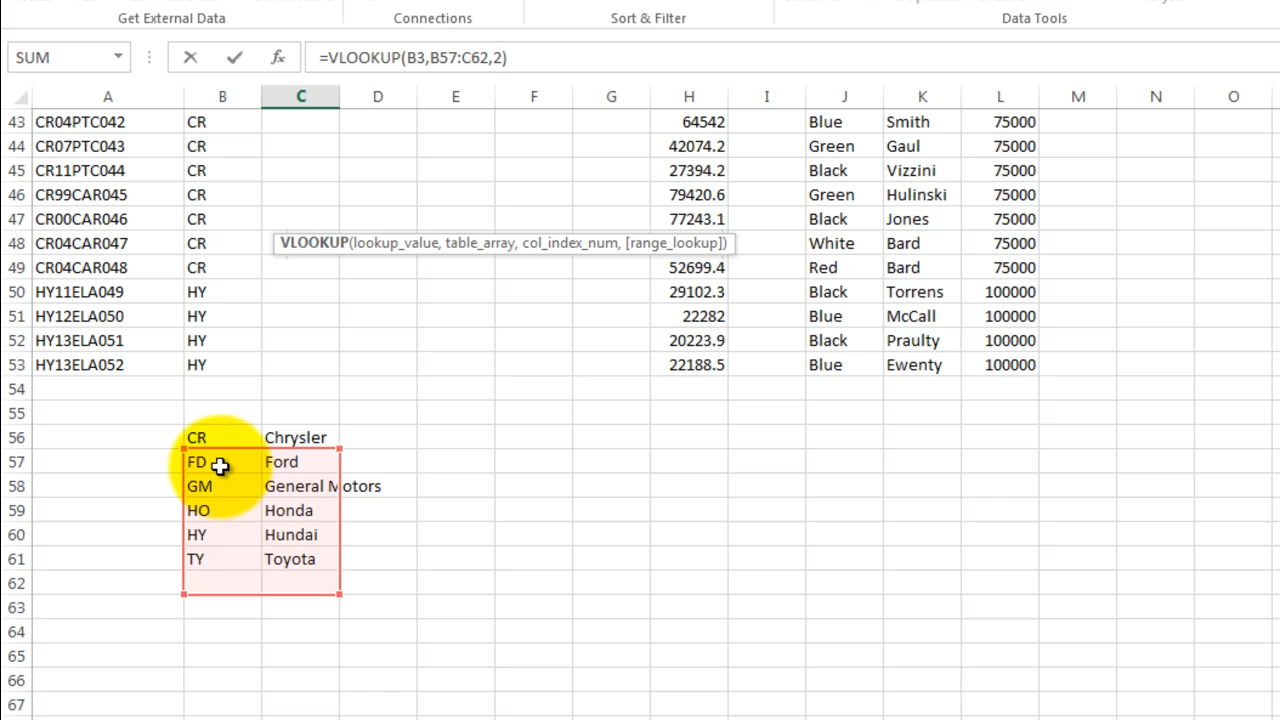 Get External Data Connections Sort & Filter Data Tools
SUM =VLOOKUP(B3,B57:C62,2)
A B C D E F G H I J K L M N O
43 CR04PTC042 CR 64542 Blue Smith 75000
44 CR07PTC043 CR 42074.2 Green Gaul 75000
45 CR11PTC044 CR 27394.2 Black Vizzini 75000
46 CR99CAR045 CR 79420.6 Green Hulinski 75000
47 CR00CAR046 CR 77243.1 Black Jones 75000
48 CR04CAR047 CR VLOOKUP(lookup_value, table_array, col_index_num, [range_lookup]) White Bard 75000
49 CR04CAR048 CR 52699.4 Red Bard 75000
50 HY11ELA049 HY 29102.3 Black Torrens 100000
51 HY12ELA050 HY 22282 Blue McCall 100000
52 HY13ELA051 HY 20223.9 Black Praulty 100000
53 HY13ELA052 HY 22188.5 Blue Ewenty 100000
54
55
56 CR Chrysler
57 FD Ford
58 GM General Motors
59 HO Honda
60 HY Hundai
61 TY Toyota
62
63
64
65
66
67